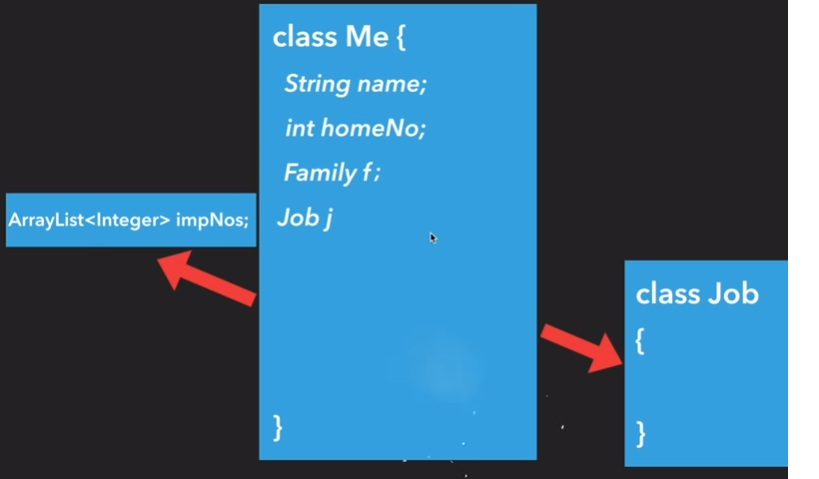 class Me {
String name;
int homeNo;
Family f;
Job j
}
ArrayList<Integer> impNos;
class Job
{
}